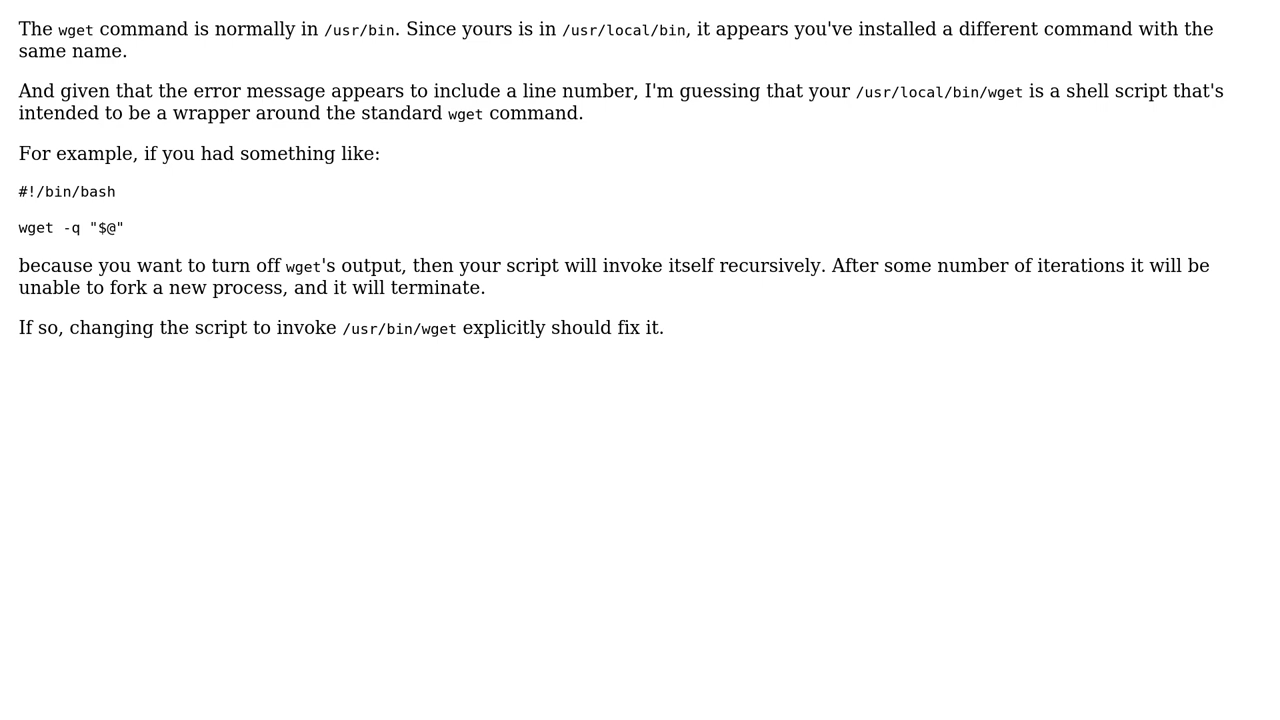 The wget command is normally in /usr/bin. Since yours is in /usr/local/bin, it appears you've installed a different command with the
same name.
And given that the error message appears to include a line number, I'm guessing that your /usr/local/bin/wget is a shell script that's
intended to be a wrapper around the standard wget command.
For example, if you had something like:
#!/bin/bash
wget -q "$@"
because you want to turn off wget's output, then your script will invoke itself recursively. After some number of iterations it will be
unable to fork a new process, and it will terminate.
If so, changing the script to invoke /usr/bin/wget explicitly should fix it.